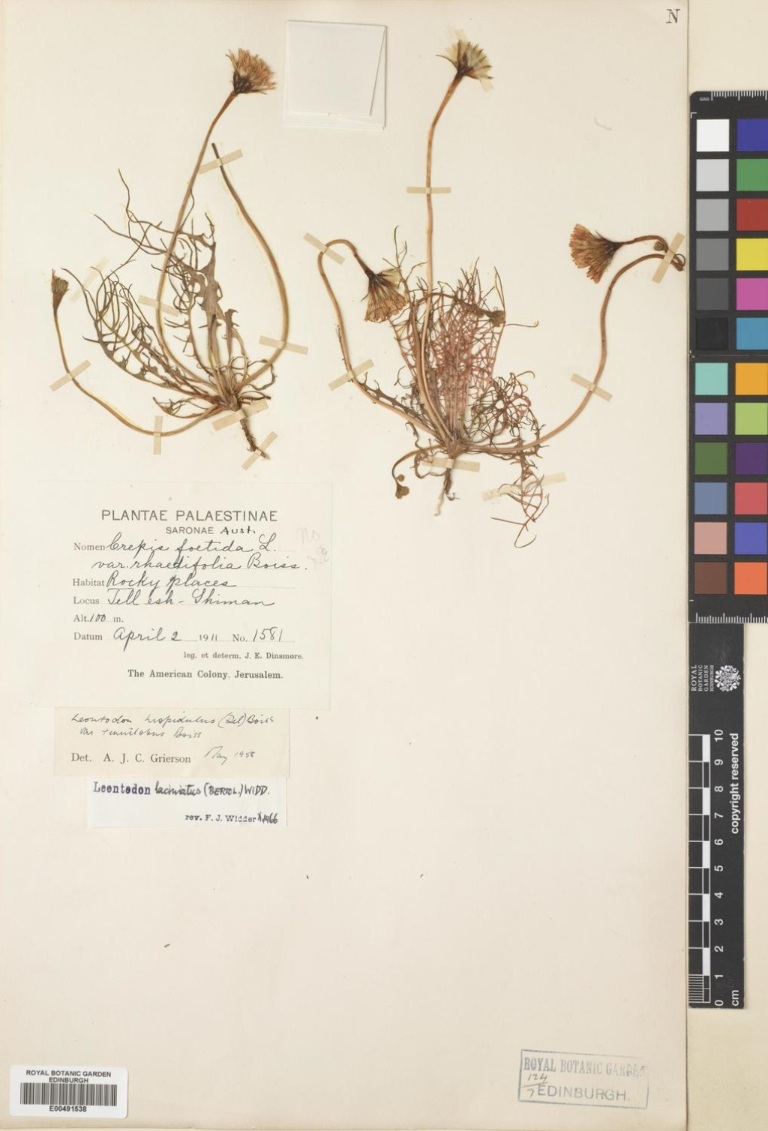 N
PLANTAE PALAESTINAE
SARONAE Aust.
Nomen Crepis foetida L.
var. rhaedifolia Boiss.
Habitat Rocky places
Locus Tell esh-Shiman
Alt. 100 m.
Datum April 2 1911 No. 1581
leg. et determ. J. E. Dinsmore.
The American Colony. Jerusalem.
Leontodon hispidulus (Del) Boiss
var tenuilobus Boiss
Det. A. J. C. Grierson May 1958
Leontodon laciniatus (BERTOL.) WIDD.
rev. F. J. Widder 1966
ROYAL BOTANIC GARDEN
EDINBURGH
E00491538
ROYAL BOTANIC GARDEN
124
7 EDINBURGH.
ROYAL
BOTANIC
GARDEN
EDINBURGH
0 1 2 3 4 5 6 7 8 9 10
cm
copyright reserved